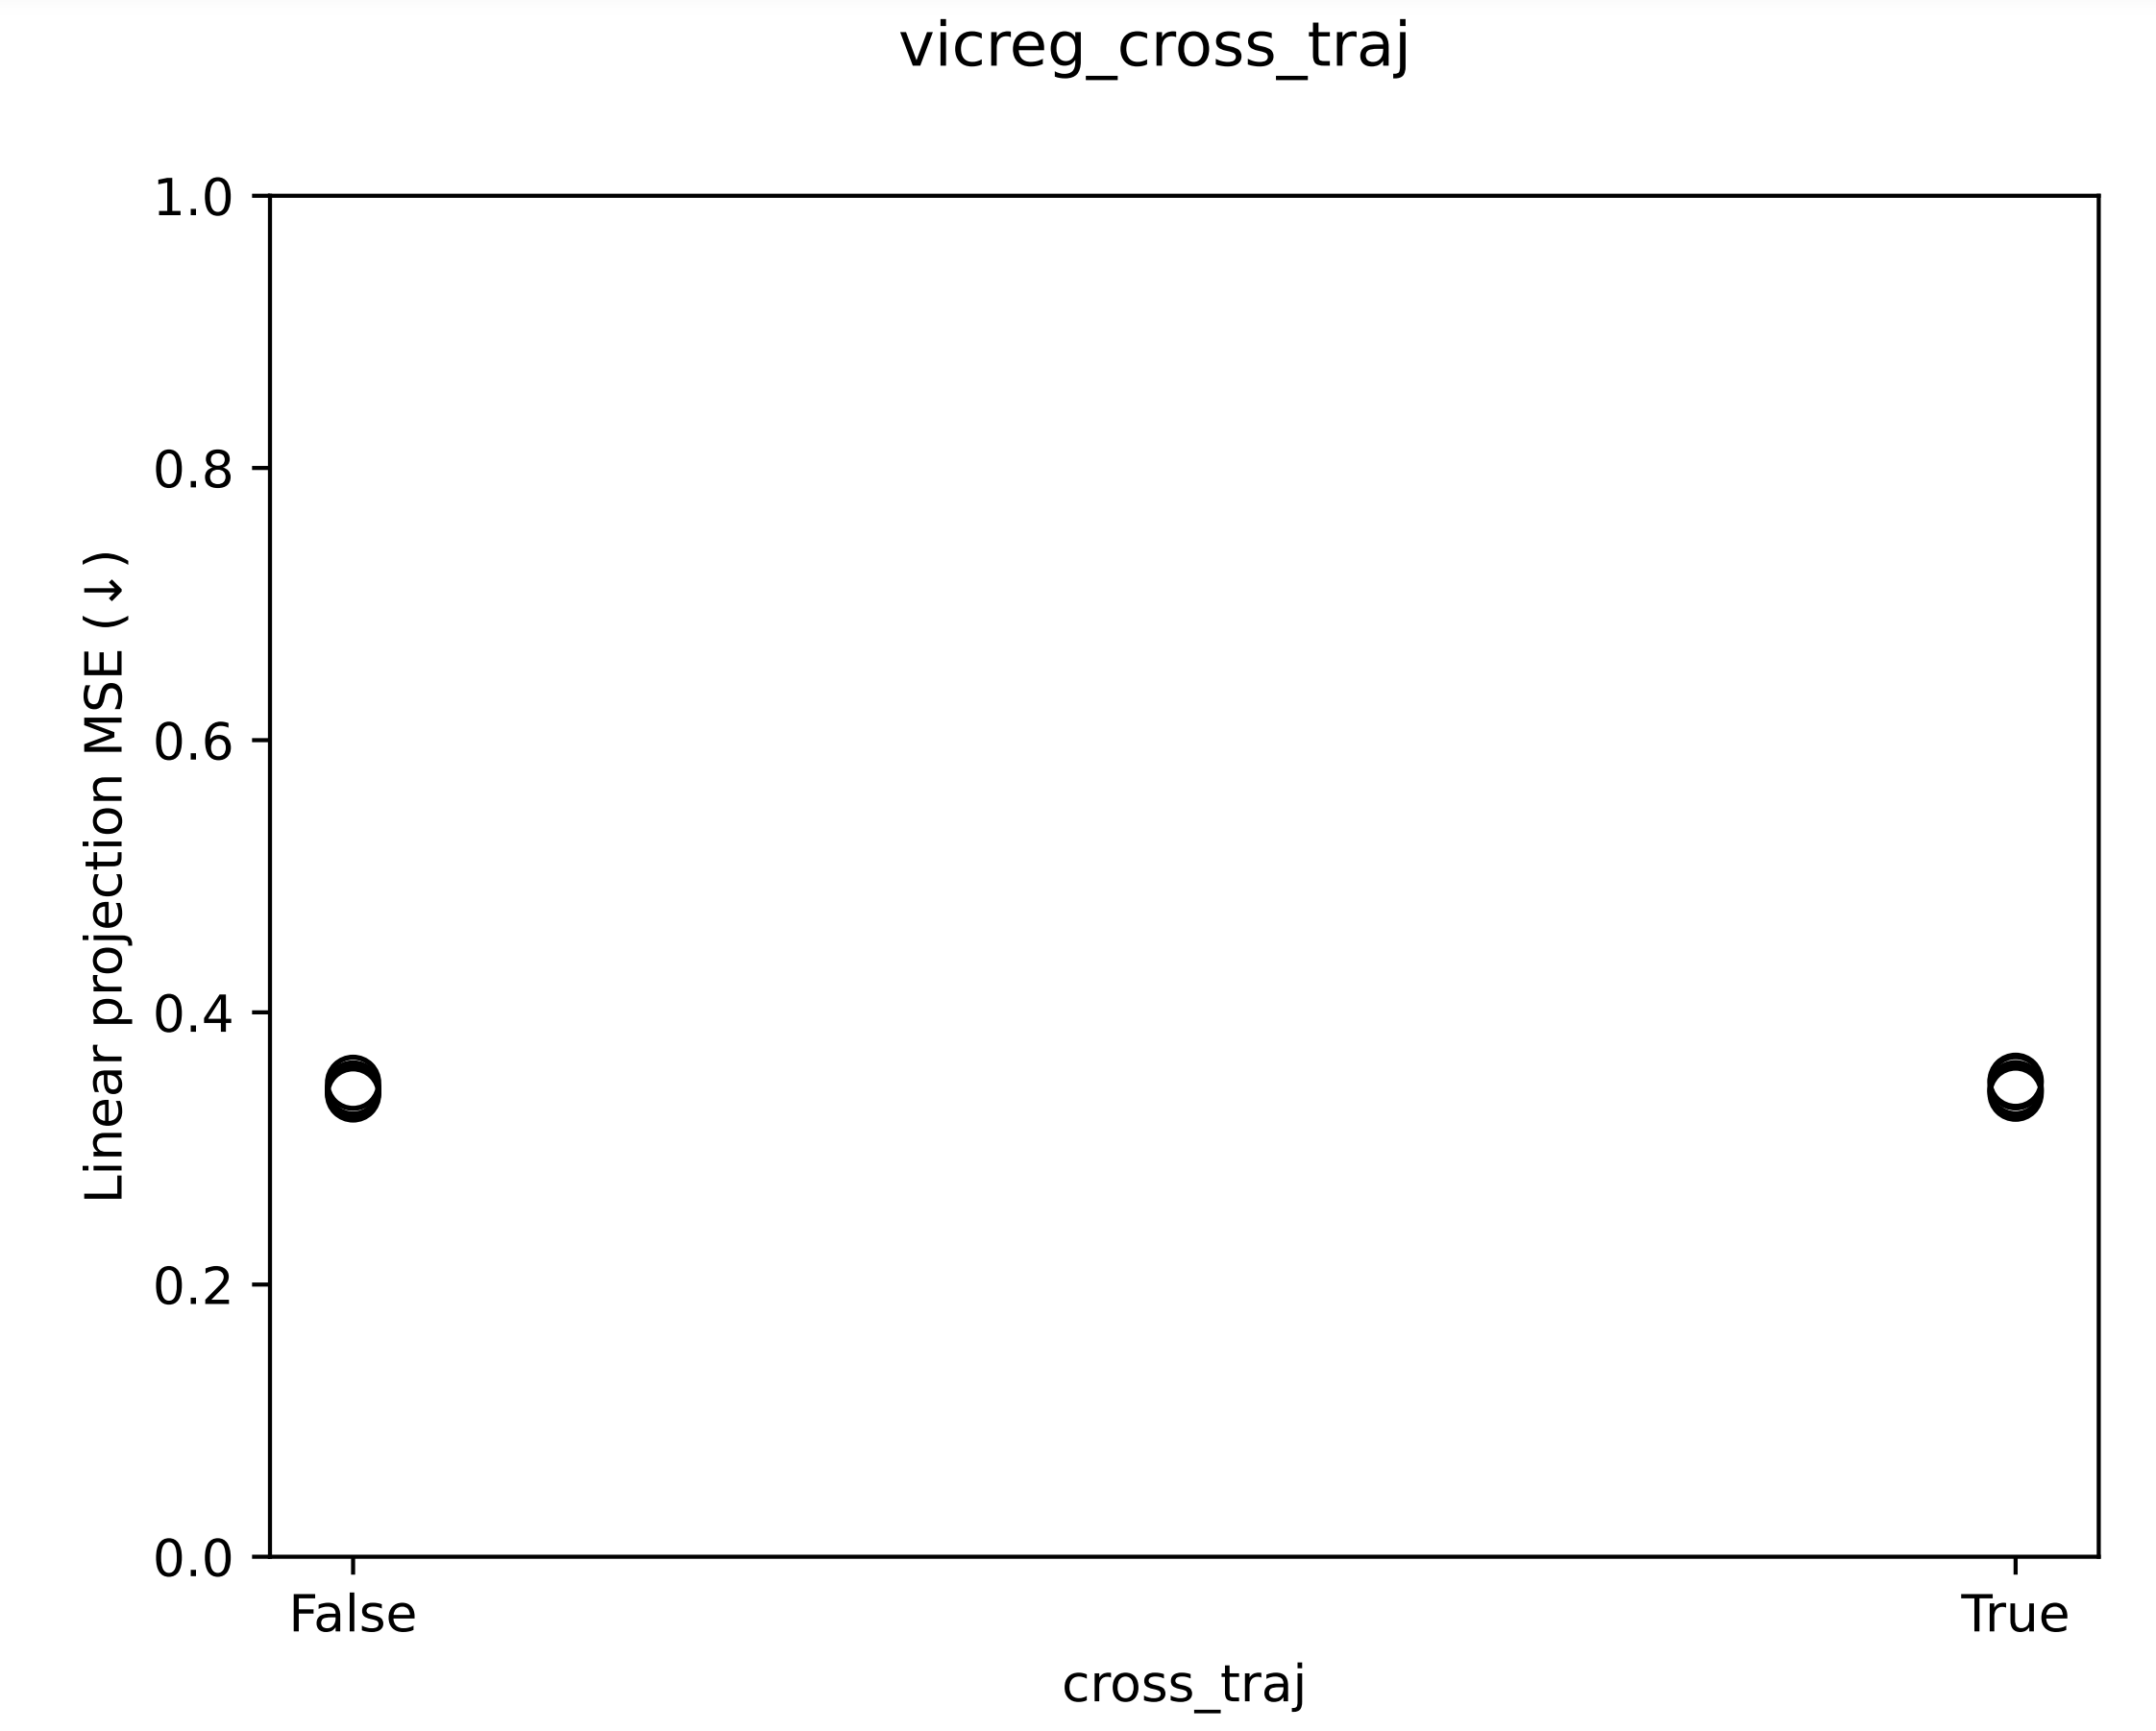 vicreg_cross_traj
1.0
0.8
0.6
0.4
0.2
0.0
Linear projection MSE (↓)
False
True
cross_traj